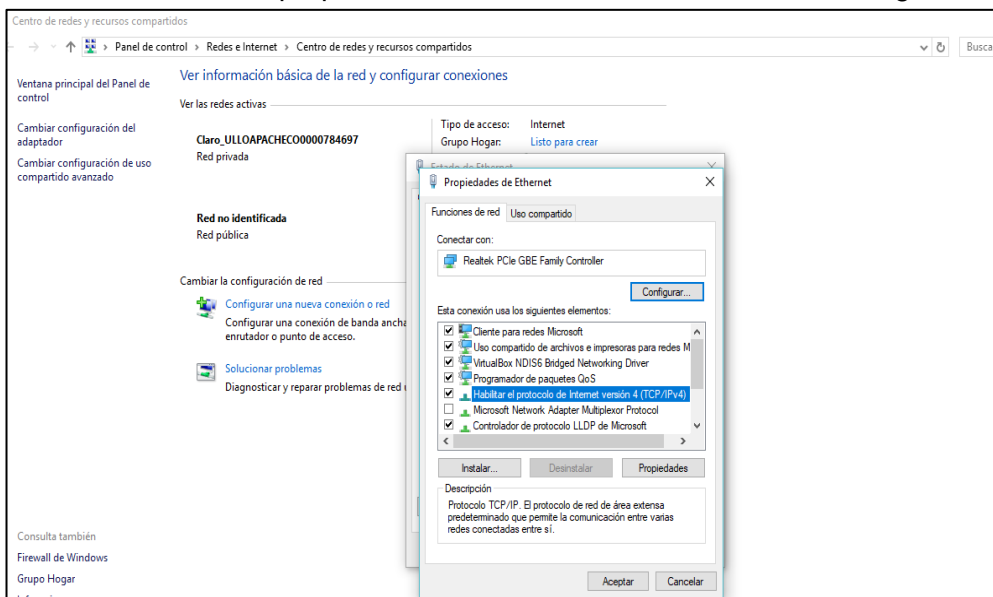 Centro de redes y recursos compartidos
Panel de control > Redes e Internet > Centro de redes y recursos compartidos
Busca
Ventana principal del Panel de
control
Cambiar configuración del
adaptador
Cambiar configuración de uso
compartido avanzado
Ver información básica de la red y configurar conexiones
Ver las redes activas
Claro_ULLOAPACHECO0000784697
Red privada
Tipo de acceso: Internet
Grupo Hogar: Listo para crear
Red no identificada
Red pública
Cambiar la configuración de red
Configurar una nueva conexión o red
Configurar una conexión de banda ancha
enrutador o punto de acceso.
Solucionar problemas
Diagnosticar y reparar problemas de red
Estado de Ethernet
Propiedades de Ethernet
Funciones de red
Uso compartido
Conectar con:
Realtek PCIe GBE Family Controller
Configurar...
Esta conexión usa los siguientes elementos:
Cliente para redes Microsoft
Uso compartido de archivos e impresoras para redes M
VirtualBox NDIS6 Bridged Networking Driver
Programador de paquetes QoS
Habilitar el protocolo de Internet versión 4 (TCP/IPv4)
Microsoft Network Adapter Multiplexor Protocol
Controlador de protocolo LLDP de Microsoft
Instalar...
Desinstalar
Propiedades
Descripción
Protocolo TCP/IP. El protocolo de red de área extensa
predeterminado que permite la comunicación entre varias
redes conectadas entre sí.
Aceptar
Cancelar
Consulta también
Firewall de Windows
Grupo Hogar